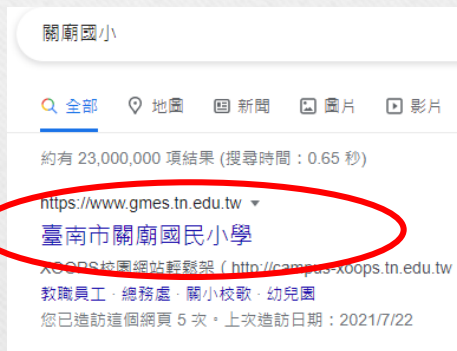 關廟國小
全部 地圖 新聞 圖片 影片
約有 23,000,000 項結果 (搜尋時間：0.65 秒)
https://www.gmes.tn.edu.tw
臺南市關廟國民小學
XOOPS校園網站輕鬆架 ( http://campus-xoops.tn.edu.tw
教職員工 · 總務處 · 關小校歌 · 幼兒園
您已造訪這個網頁 5 次。上次造訪日期：2021/7/22